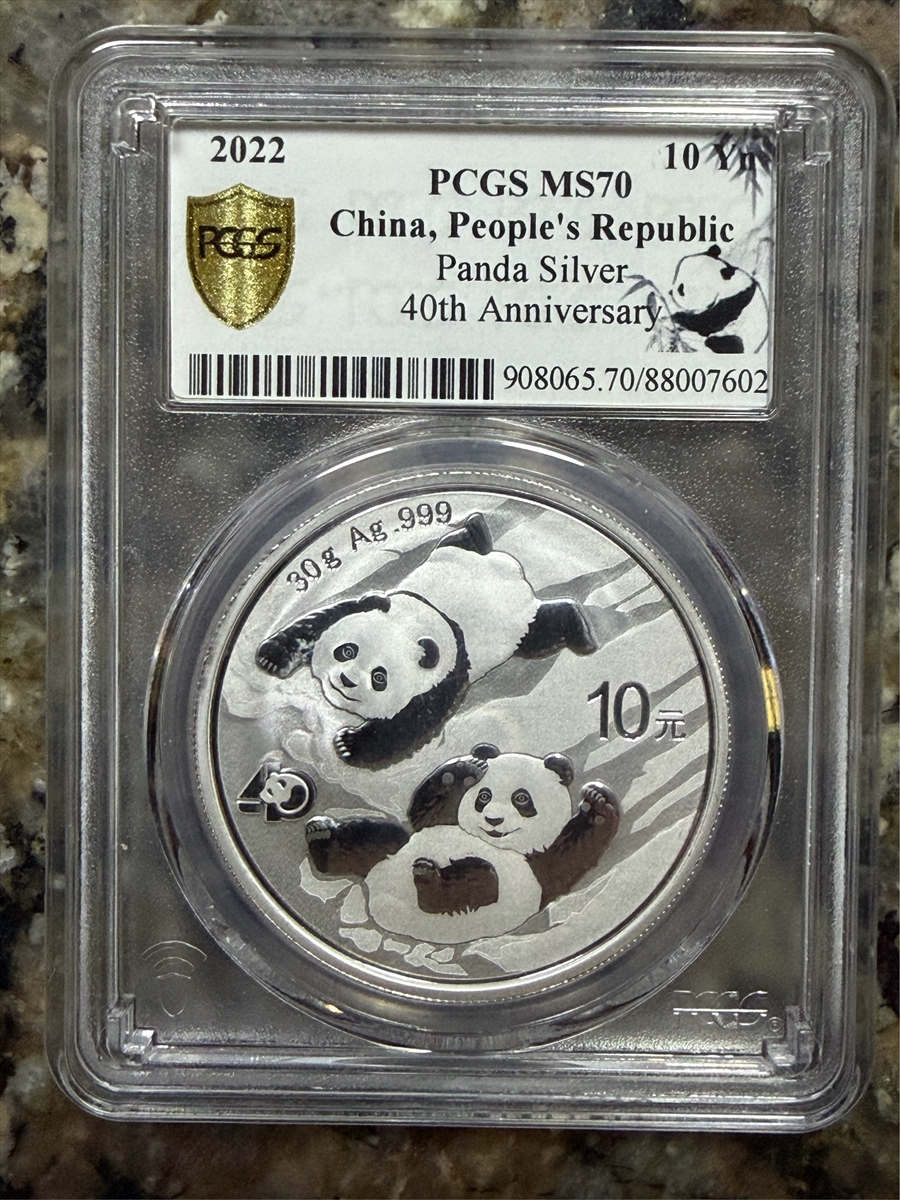 2022
10 Yn
PCGS MS70
PCGS
China, People's Republic
Panda Silver
40th Anniversary
908065.70/88007602
30g Ag .999
10元
40
PCGS